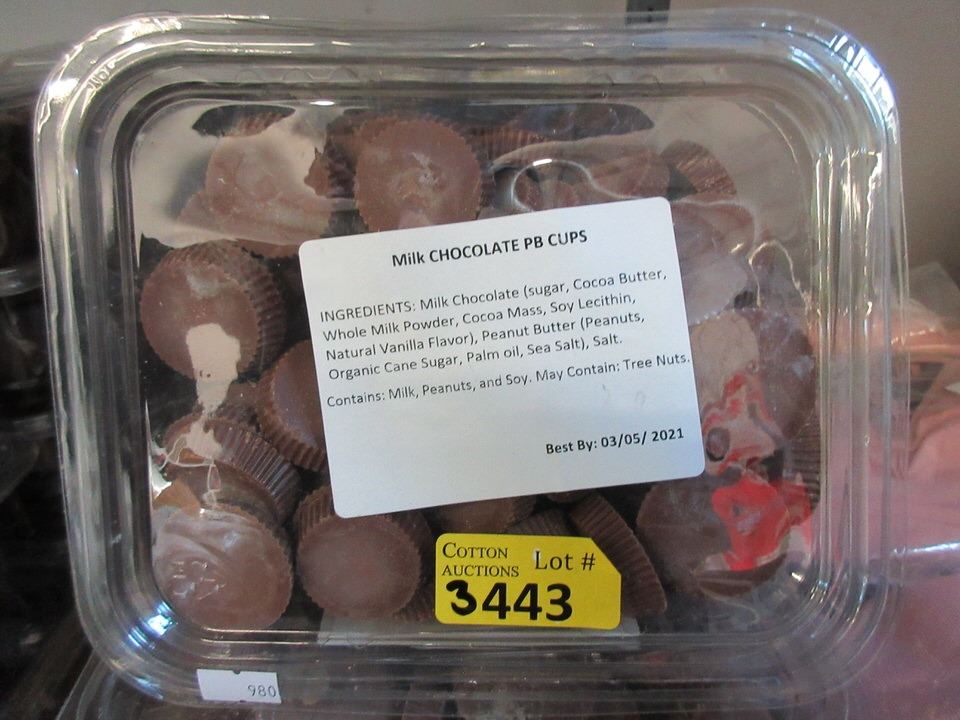 Milk CHOCOLATE PB CUPS
INGREDIENTS: Milk Chocolate (sugar, Cocoa Butter,
Whole Milk Powder, Cocoa Mass, Soy Lecithin,
Natural Vanilla Flavor), Peanut Butter (Peanuts,
Organic Cane Sugar, Palm oil, Sea Salt), Salt.
Contains: Milk, Peanuts, and Soy. May Contain: Tree Nuts.
Best By: 03/05/ 2021
COTTON
AUCTIONS Lot #
3443
980